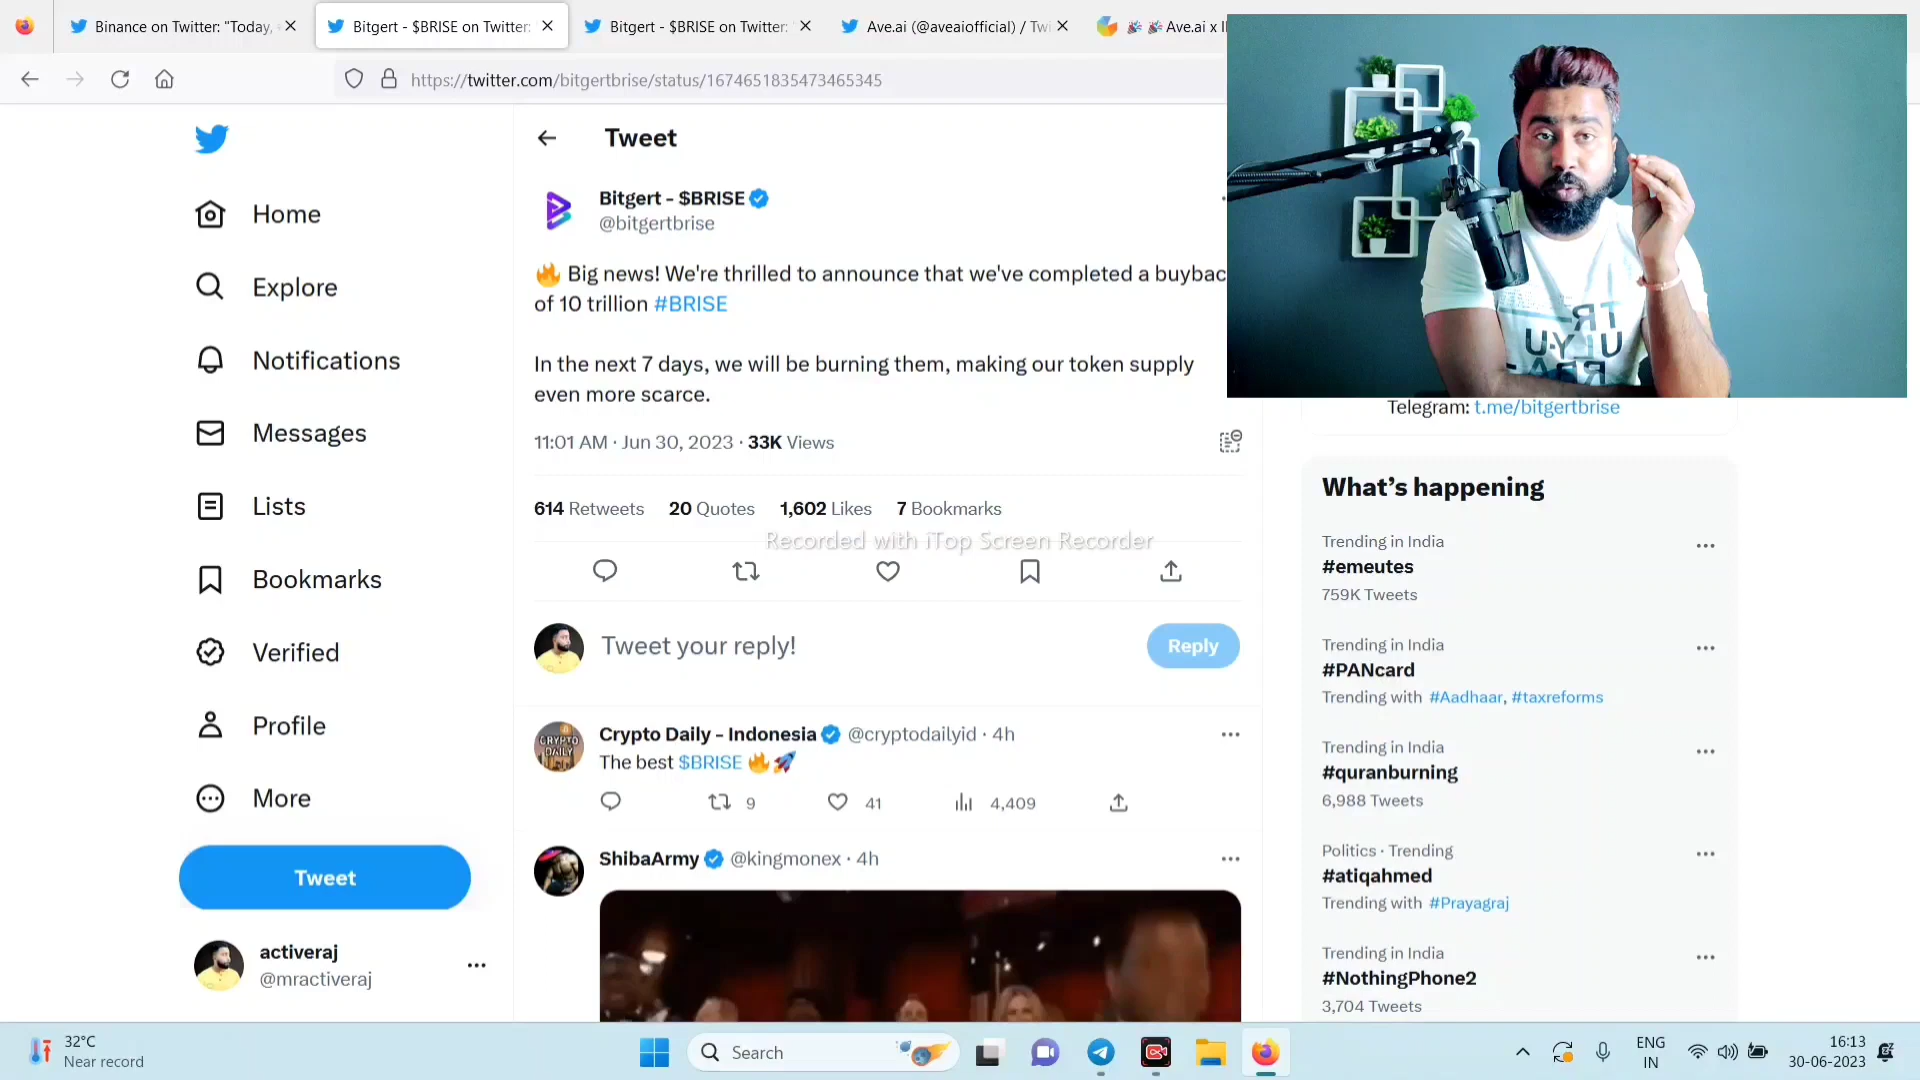 Binance on Twitter: "Today,
Bitgert - $BRISE on Twitter:
Bitgert - $BRISE on Twitter:
Ave.ai (@aveaiofficial) / Twi
Ave.ai x
https://twitter.com/bitgertbrise/status/1674651835473465345
Home
Explore
Notifications
Messages
Lists
Bookmarks
Verified
Profile
More
Tweet
activeraj
@mractiveraj
Tweet
Bitgert - $BRISE
@bitgertbrise
🔥 Big news! We're thrilled to announce that we've completed a buybac
of 10 trillion #BRISE
In the next 7 days, we will be burning them, making our token supply
even more scarce.
11:01 AM · Jun 30, 2023 · 33K Views
614 Retweets 20 Quotes 1,602 Likes 7 Bookmarks
Recorded with iTop Screen Recorder
Tweet your reply!
Reply
CRYPTO
DAILY
Crypto Daily - Indonesia @cryptodailyid · 4h
The best $BRISE 🔥🚀
9 41 4,409
ShibaArmy @kingmonex · 4h
Telegram: t.me/bitgertbrise
What's happening
Trending in India
#emeutes
759K Tweets
Trending in India
#PANcard
Trending with #Aadhaar, #taxreforms
Trending in India
#quranburning
6,988 Tweets
Politics · Trending
#atiqahmed
Trending with #Prayagraj
Trending in India
#NothingPhone2
3,704 Tweets
32°C
Near record
Search
ENG
IN
16:13
30-06-2023